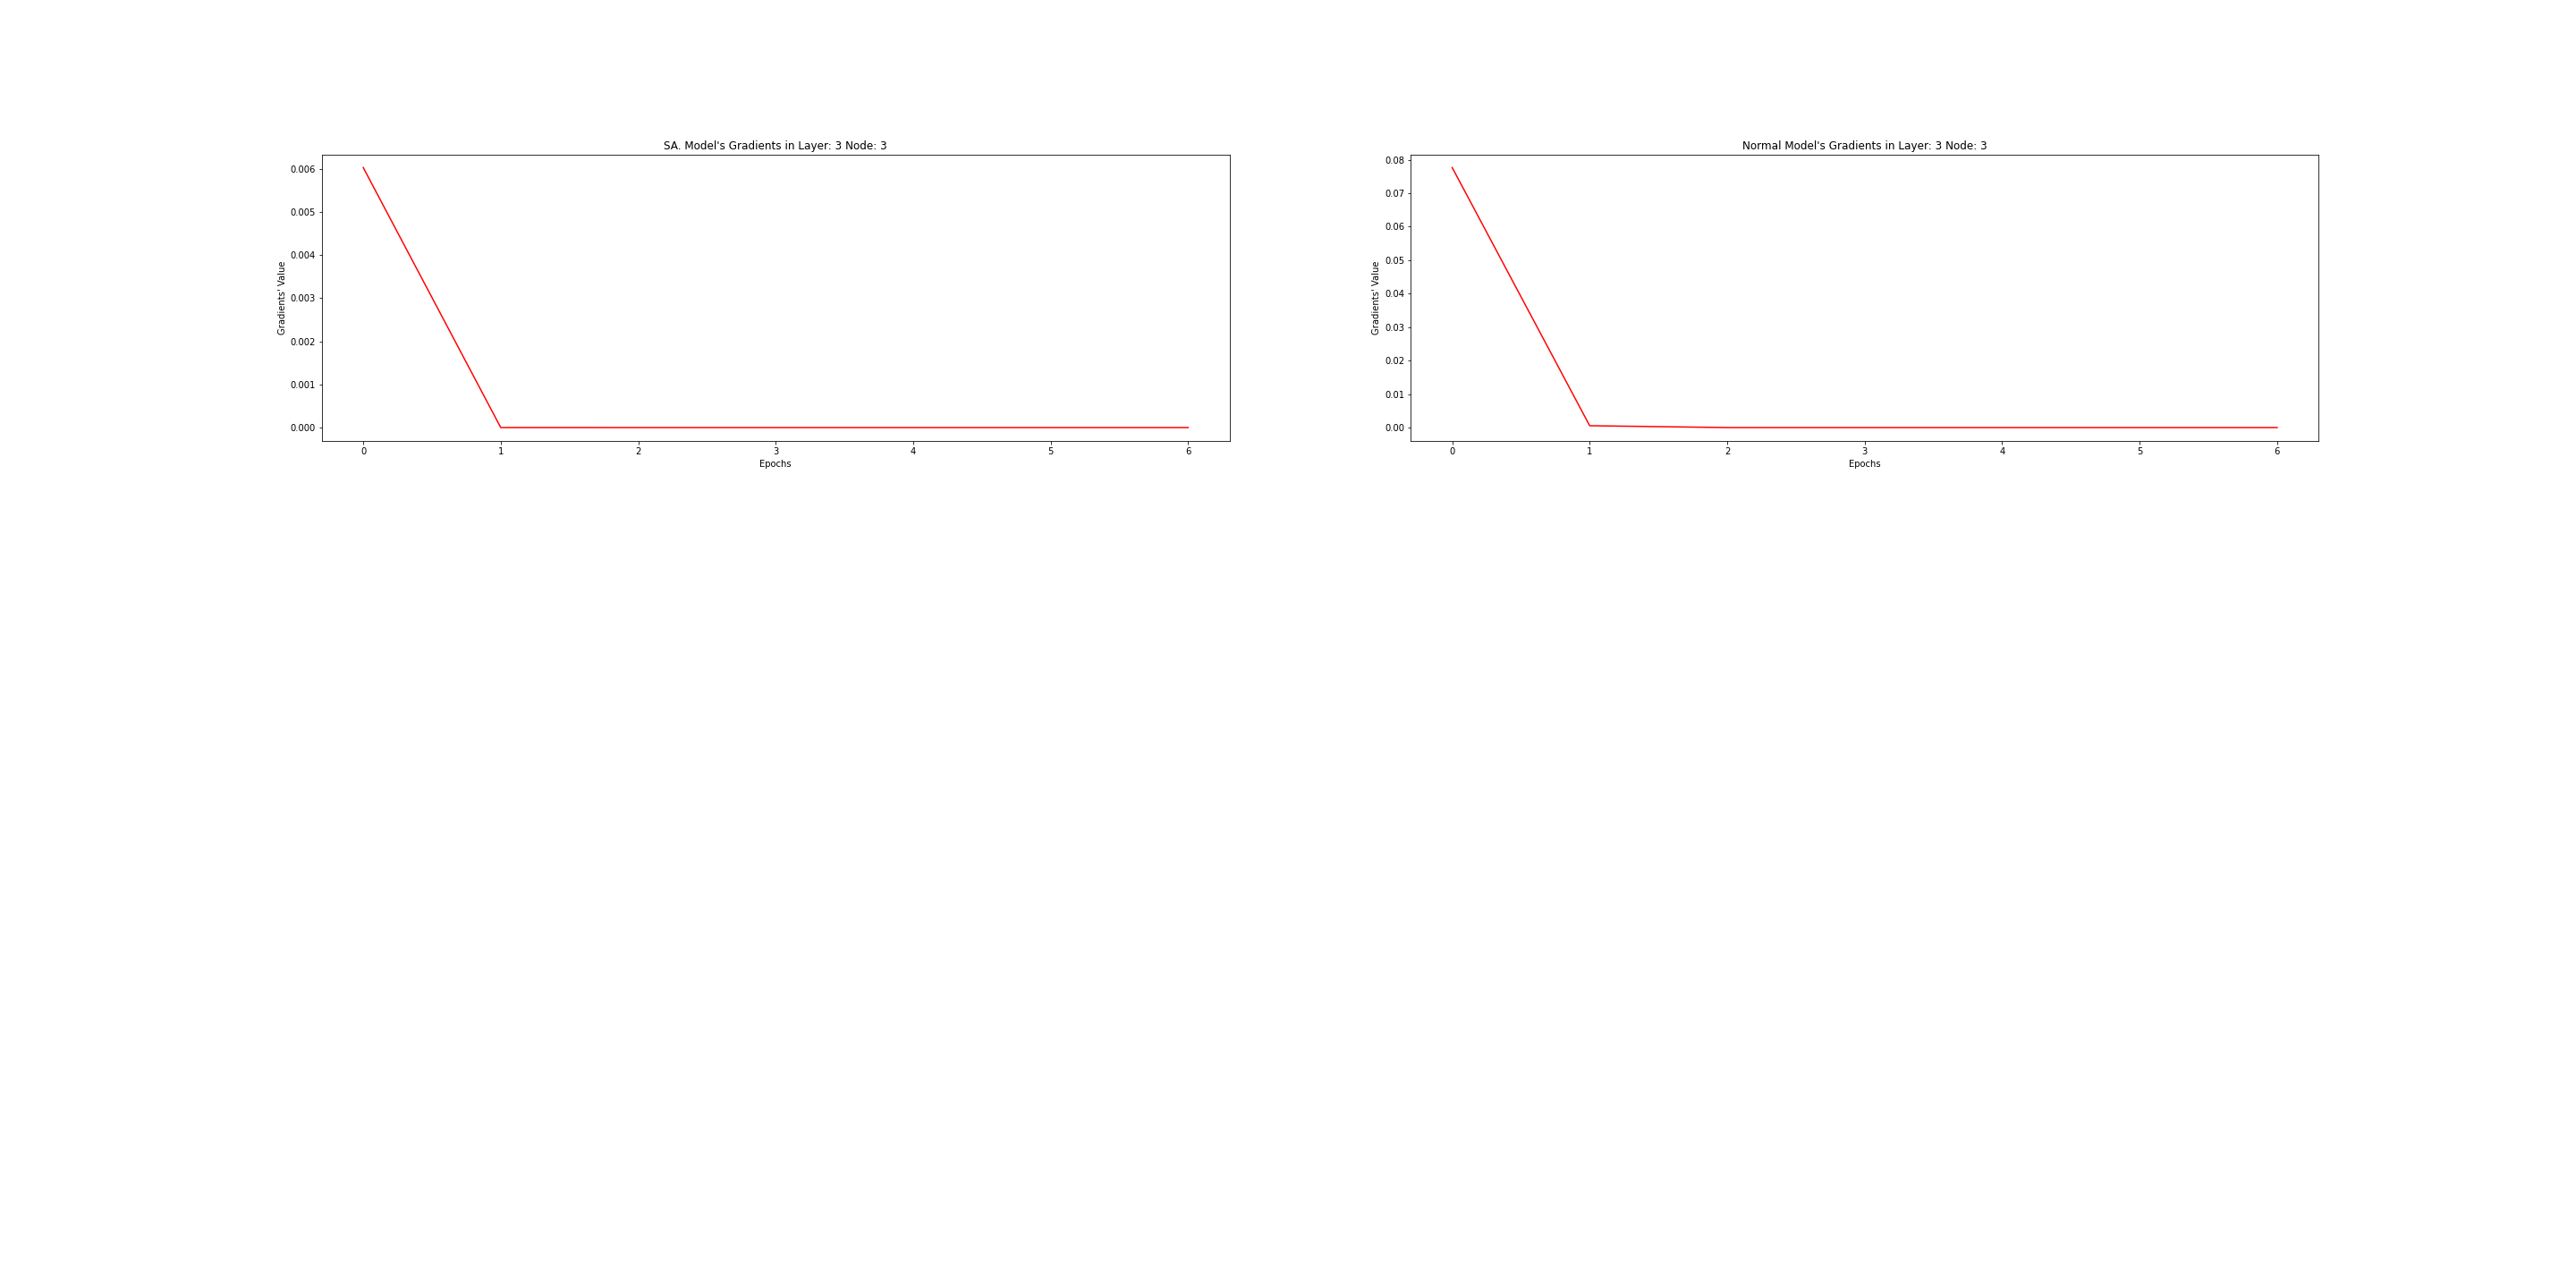 SA. Model's Gradients in Layer: 3 Node: 3
0.006
0.005
0.004
0.003
0.002
0.001
0.000
Gradients' Value
0 1 2 3 4 5 6
Epochs
Normal Model's Gradients in Layer: 3 Node: 3
0.08
0.07
0.06
0.05
0.04
0.03
0.02
0.01
0.00
Gradients' Value
0 1 2 3 4 5 6
Epochs